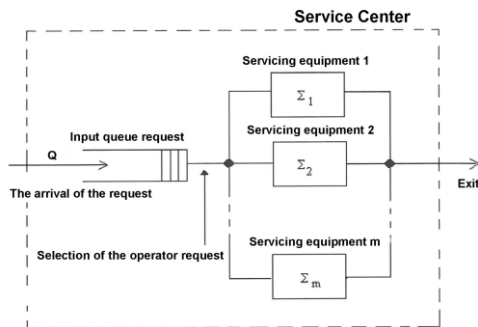 Service Center
Servicing equipment 1
Σ1
Input queue request
Servicing equipment 2
Q
Σ2
The arrival of the request
Exit
Selection of the operator request
Servicing equipment m
Σm